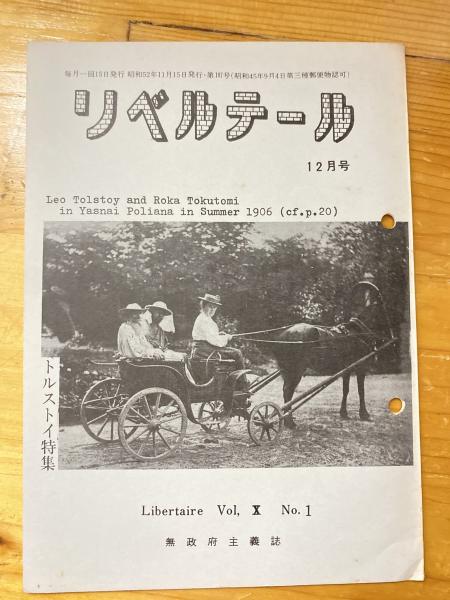 毎月一回15日発行 昭和52年11月15日発行・第107号(昭和45年9月4日第三種郵便物認可)
リベルテール
12月号
Leo Tolstoy and Roka Tokutomi
in Yasnai Poliana in Summer 1906 (cf.p.20)
トルストイ特集
Libertaire Vol, X No.1
無政府主義誌